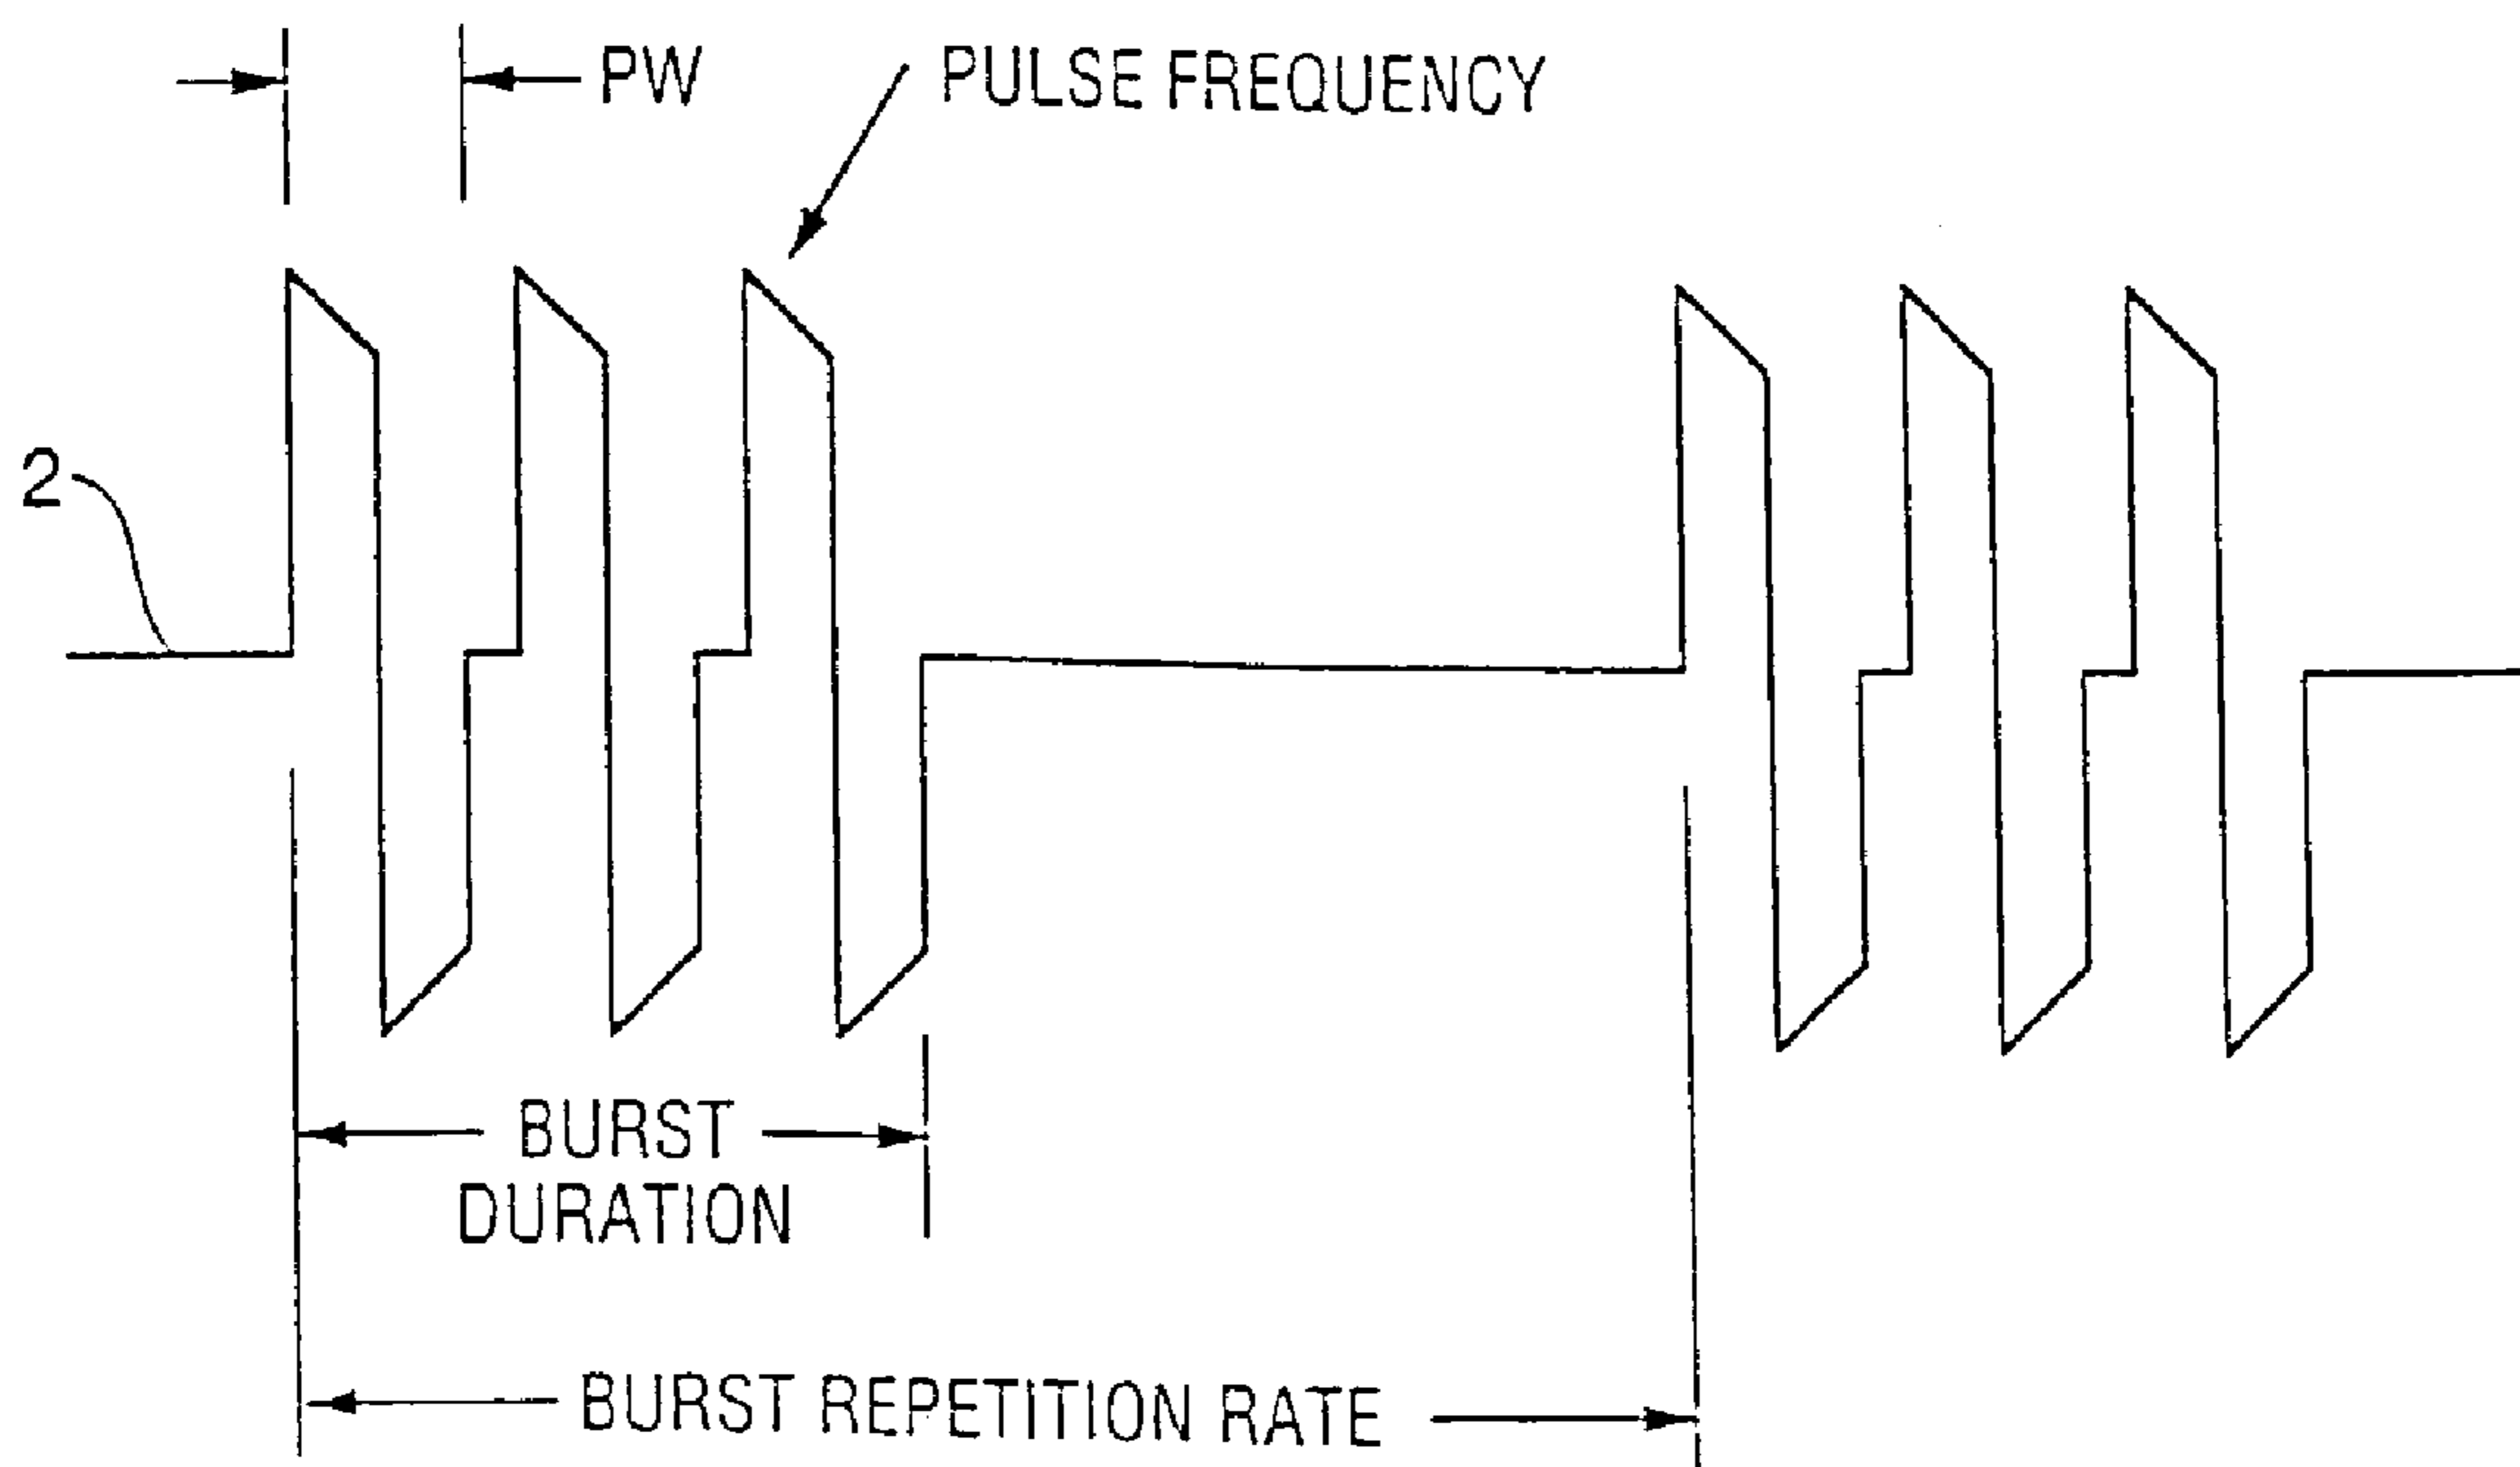 PW
PULSE FREQUENCY
2
BURST
DURATION
BURST REPETITION RATE